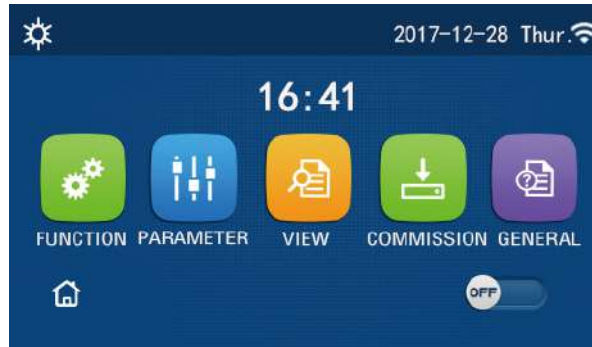 2017-12-28 Thur.
16:41
FUNCTION PARAMETER VIEW COMMISSION GENERAL
OFF